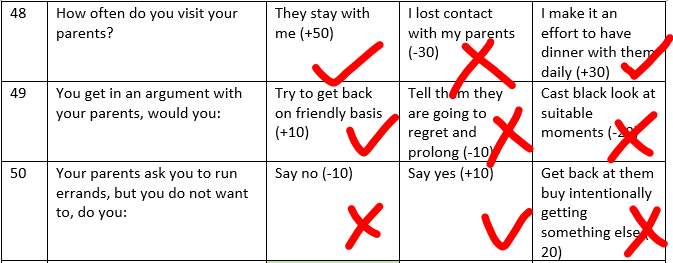 48
How often do you visit your
parents?
They stay with
me (+50)
I lost contact
with my parents
(-30)
I make it an
effort to have
dinner with them
daily (+30)
49
You get in an argument with
your parents, would you:
Try to get back
on friendly basis
(+10)
Tell them they
are going to
regret and
prolong (-10)
Cast black look at
suitable
moments
50
Your parents ask you to run
errands, but you do not want
to, do you:
Say no (-10)
Say yes (+10)
Get back at them
buy intentionally
getting
something else
20)